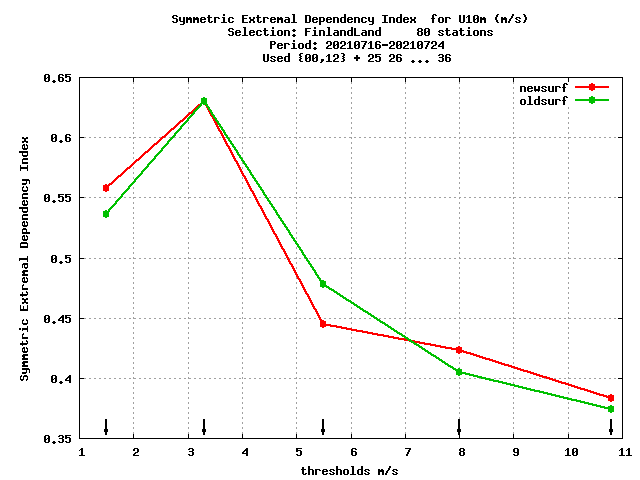 Symmetric Extremal Dependency Index  for U10m (m/s)
Selection: FinlandLand     80 stations
Period: 20210716-20210724
Used {00,12} + 25 26 ... 36
newsurf
oldsurf
0.65
0.6
0.55
0.5
0.45
0.4
0.35
Symmetric Extremal Dependency Index
1 2 3 4 5 6 7 8 9 10 11
thresholds m/s